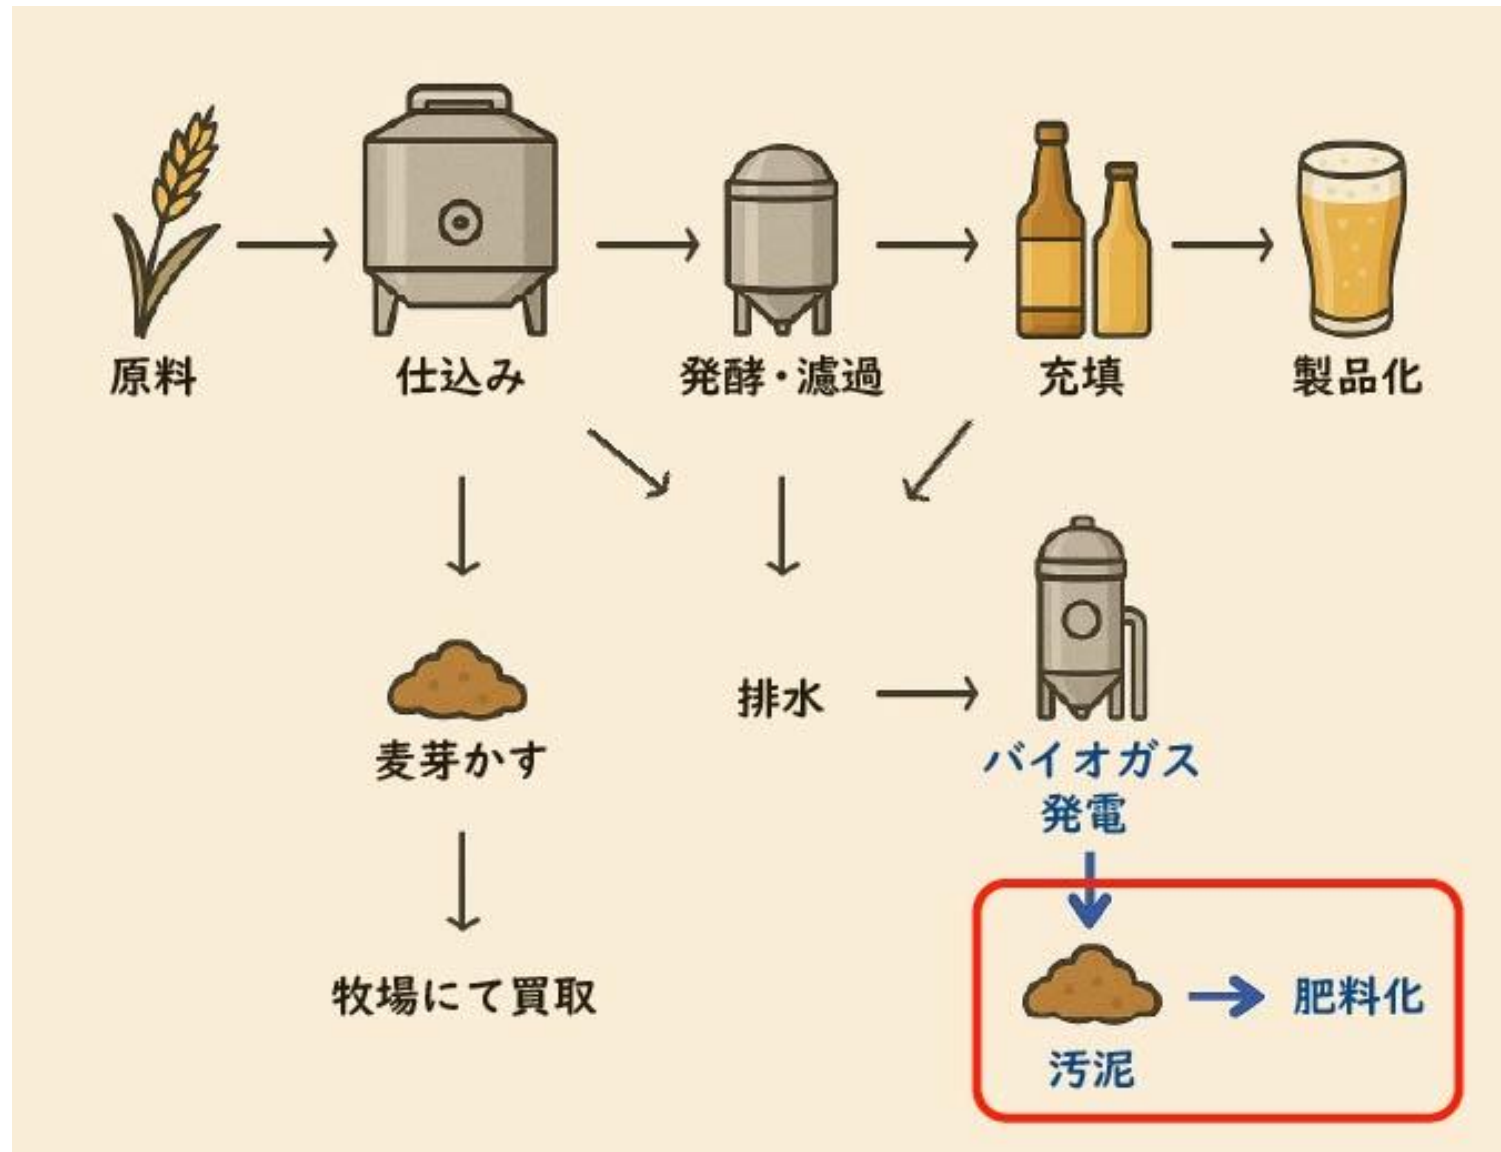 原料
仕込み
発酵・濾過
充填
製品化
麦芽かす
排水
バイオガス
発電
牧場にて買取
肥料化
汚泥